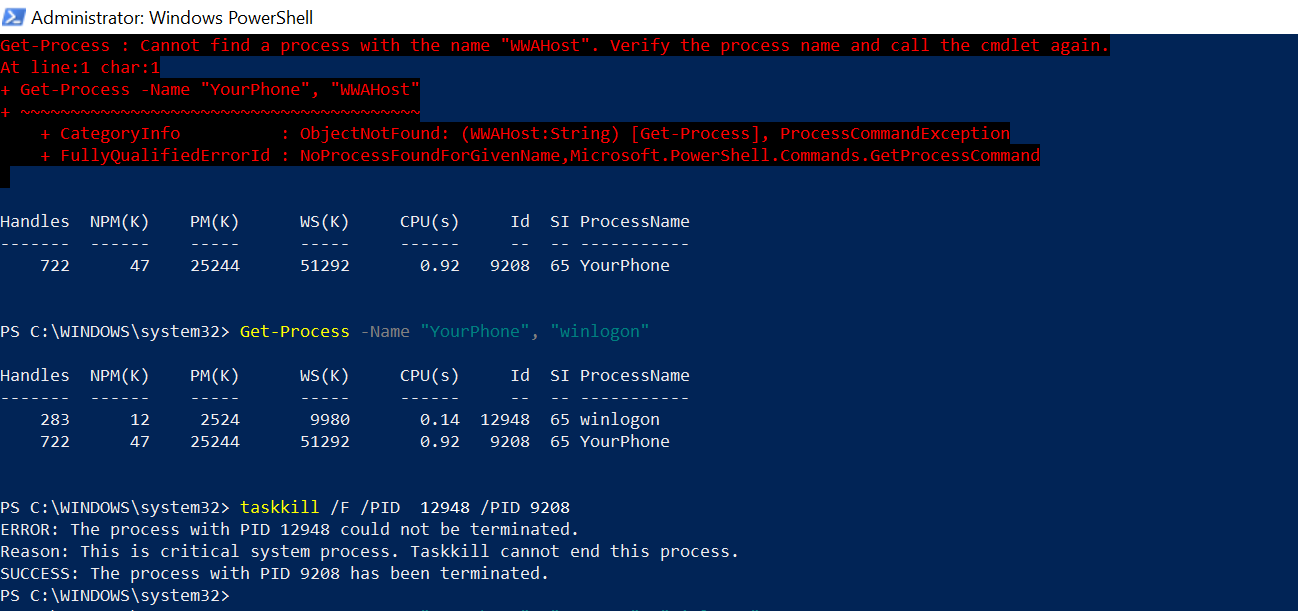 Administrator: Windows PowerShell
Get-Process : Cannot find a process with the name "WWAHost". Verify the process name and call the cmdlet again.
At line:1 char:1
+ Get-Process -Name "YourPhone", "WWAHost"
+ ~~~~~~~~~~~~~~~~~~~~~~~~~~~~~~~~~~~~~~~~
    + CategoryInfo          : ObjectNotFound: (WWAHost:String) [Get-Process], ProcessCommandException
    + FullyQualifiedErrorId : NoProcessFoundForGivenName,Microsoft.PowerShell.Commands.GetProcessCommand
Handles  NPM(K)    PM(K)      WS(K)     CPU(s)     Id  SI ProcessName
-------  ------    -----      -----     ------     --  -- -----------
    722      47    25244      51292       0.92   9208  65 YourPhone
PS C:\WINDOWS\system32> Get-Process -Name "YourPhone", "winlogon"
Handles  NPM(K)    PM(K)      WS(K)     CPU(s)     Id  SI ProcessName
-------  ------    -----      -----     ------     --  -- -----------
    283      12     2524       9980       0.14  12948  65 winlogon
    722      47    25244      51292       0.92   9208  65 YourPhone
PS C:\WINDOWS\system32> taskkill /F /PID  12948 /PID 9208
ERROR: The process with PID 12948 could not be terminated.
Reason: This is critical system process. Taskkill cannot end this process.
SUCCESS: The process with PID 9208 has been terminated.
PS C:\WINDOWS\system32>